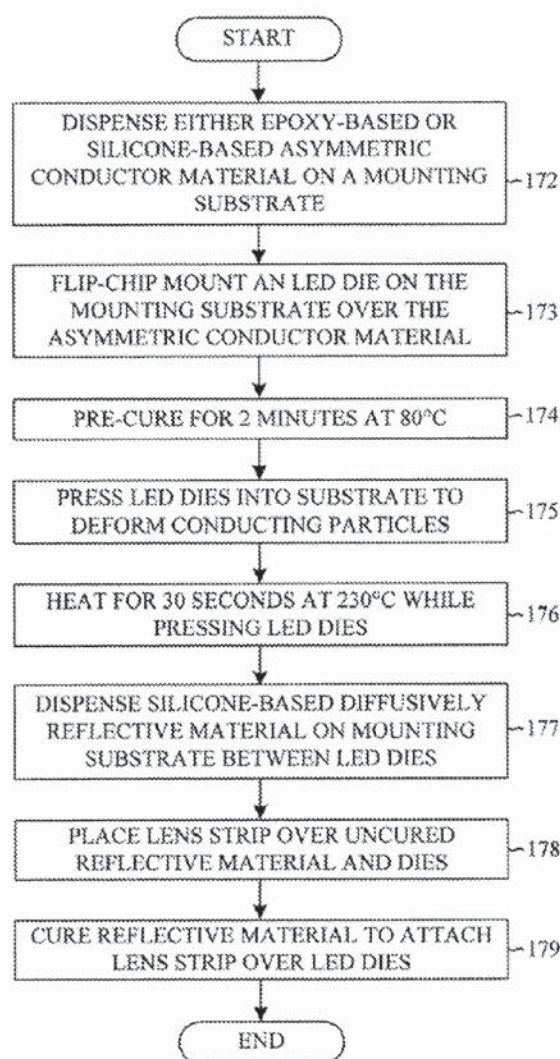 START
DISPENSE EITHER EPOXY-BASED OR
SILICONE-BASED ASYMMETRIC
CONDUCTOR MATERIAL ON A MOUNTING
SUBSTRATE
172
FLIP-CHIP MOUNT AN LED DIE ON THE
MOUNTING SUBSTRATE OVER THE
ASYMMETRIC CONDUCTOR MATERIAL
173
PRE-CURE FOR 2 MINUTES AT 80°C
174
PRESS LED DIES INTO SUBSTRATE TO
DEFORM CONDUCTING PARTICLES
175
HEAT FOR 30 SECONDS AT 230°C WHILE
PRESSING LED DIES
176
DISPENSE SILICONE-BASED DIFFUSIVELY
REFLECTIVE MATERIAL ON MOUNTING
SUBSTRATE BETWEEN LED DIES
177
PLACE LENS STRIP OVER UNCURED
REFLECTIVE MATERIAL AND DIES
178
CURE REFLECTIVE MATERIAL TO ATTACH
LENS STRIP OVER LED DIES
179
END